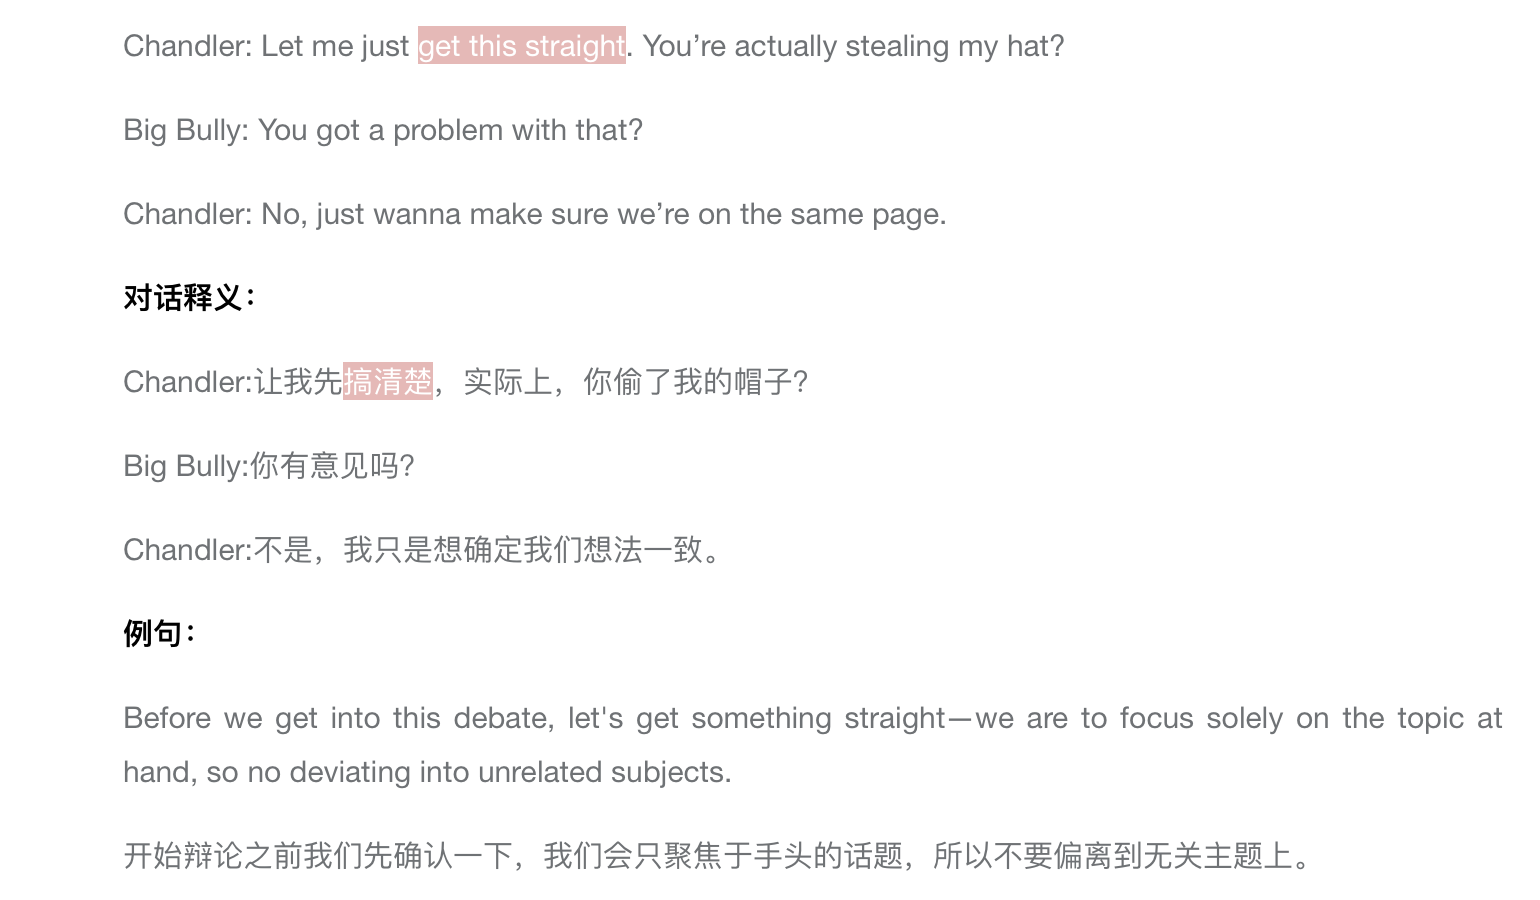 Chandler: Let me just get this straight. You’re actually stealing my hat?
Big Bully: You got a problem with that?
Chandler: No, just wanna make sure we’re on the same page.
对话释义：
Chandler:让我先搞清楚，实际上，你偷了我的帽子？
Big Bully:你有意见吗？
Chandler:不是，我只是想确定我们想法一致。
例句：
Before we get into this debate, let's get something straight—we are to focus solely on the topic at
hand, so no deviating into unrelated subjects.
开始辩论之前我们先确认一下，我们会只聚焦于手头的话题，所以不要偏离到无关主题上。